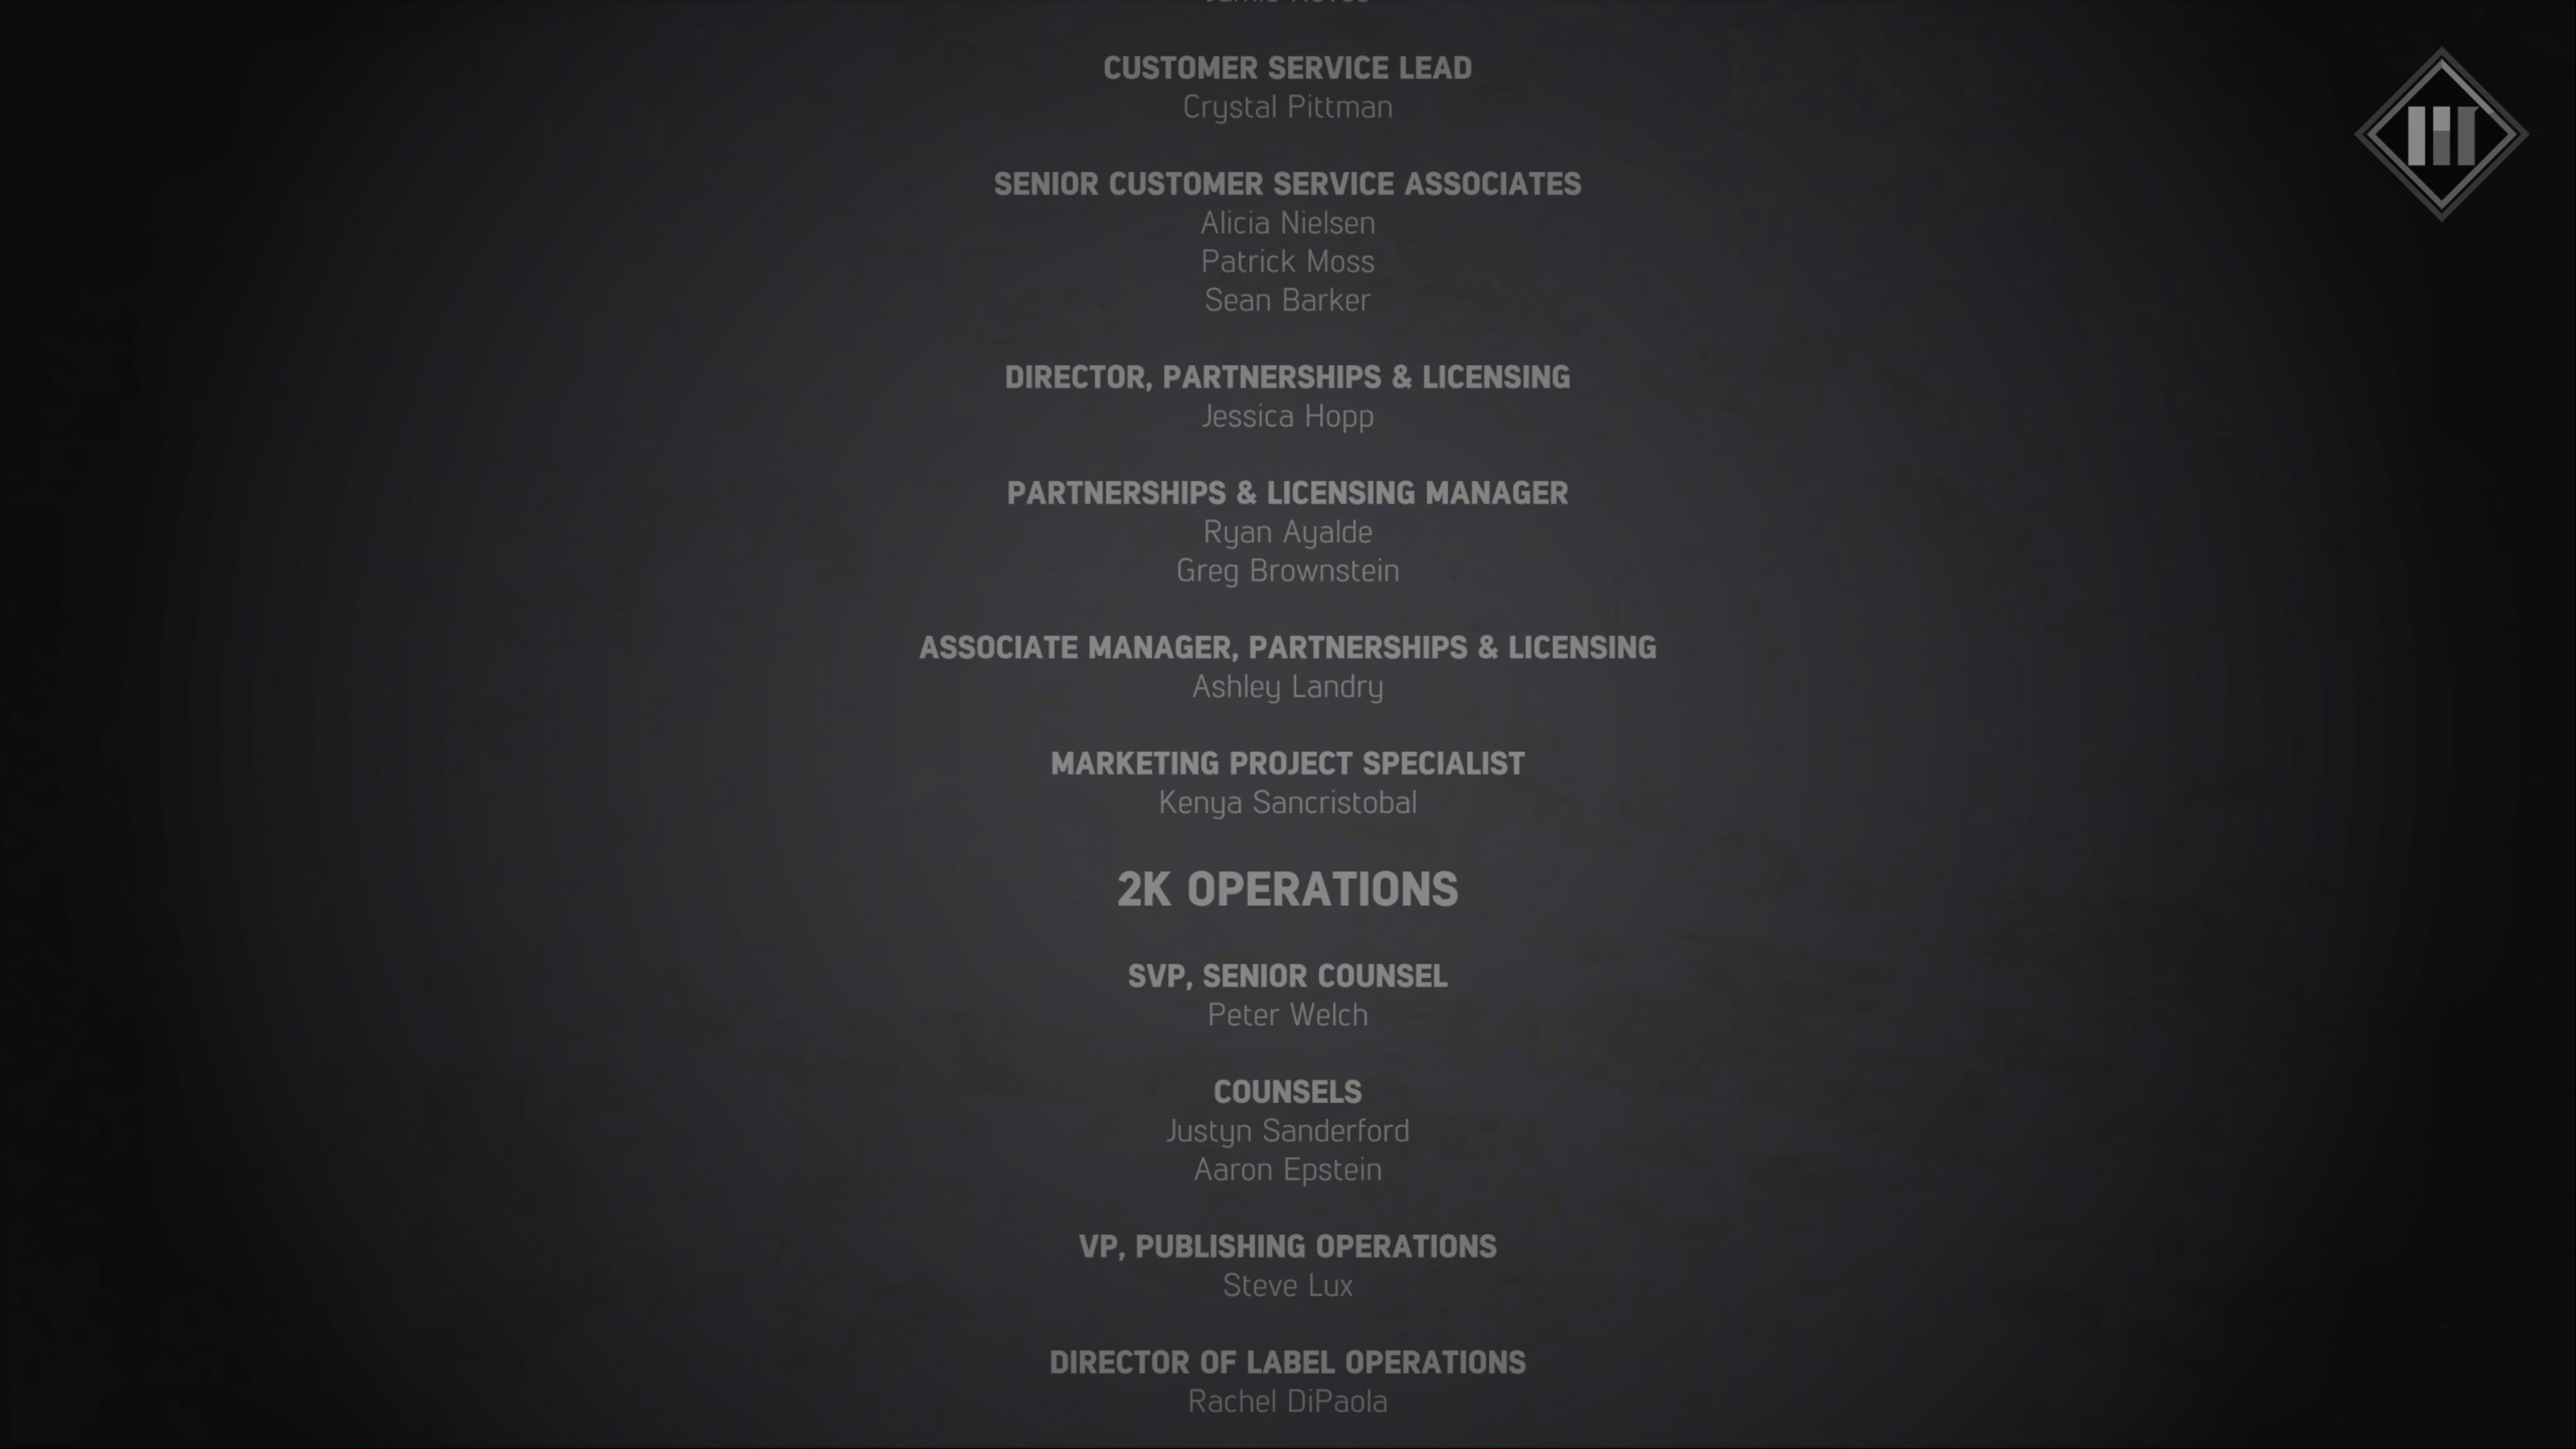 CUSTOMER SERVICE LEAD
Crystal Pittman
SENIOR CUSTOMER SERVICE ASSOCIATES
Alicia Nielsen
Patrick Moss
Sean Barker
DIRECTOR, PARTNERSHIPS & LICENSING
Jessica Hopp
PARTNERSHIPS & LICENSING MANAGER
Ryan Ayalde
Greg Brownstein
ASSOCIATE MANAGER, PARTNERSHIPS & LICENSING
Ashley Landry
MARKETING PROJECT SPECIALIST
Kenya Sancristobal
2K OPERATIONS
SVP, SENIOR COUNSEL
Peter Welch
COUNSELS
Justyn Sanderford
Aaron Epstein
VP, PUBLISHING OPERATIONS
Steve Lux
DIRECTOR OF LABEL OPERATIONS
Rachel DiPaola